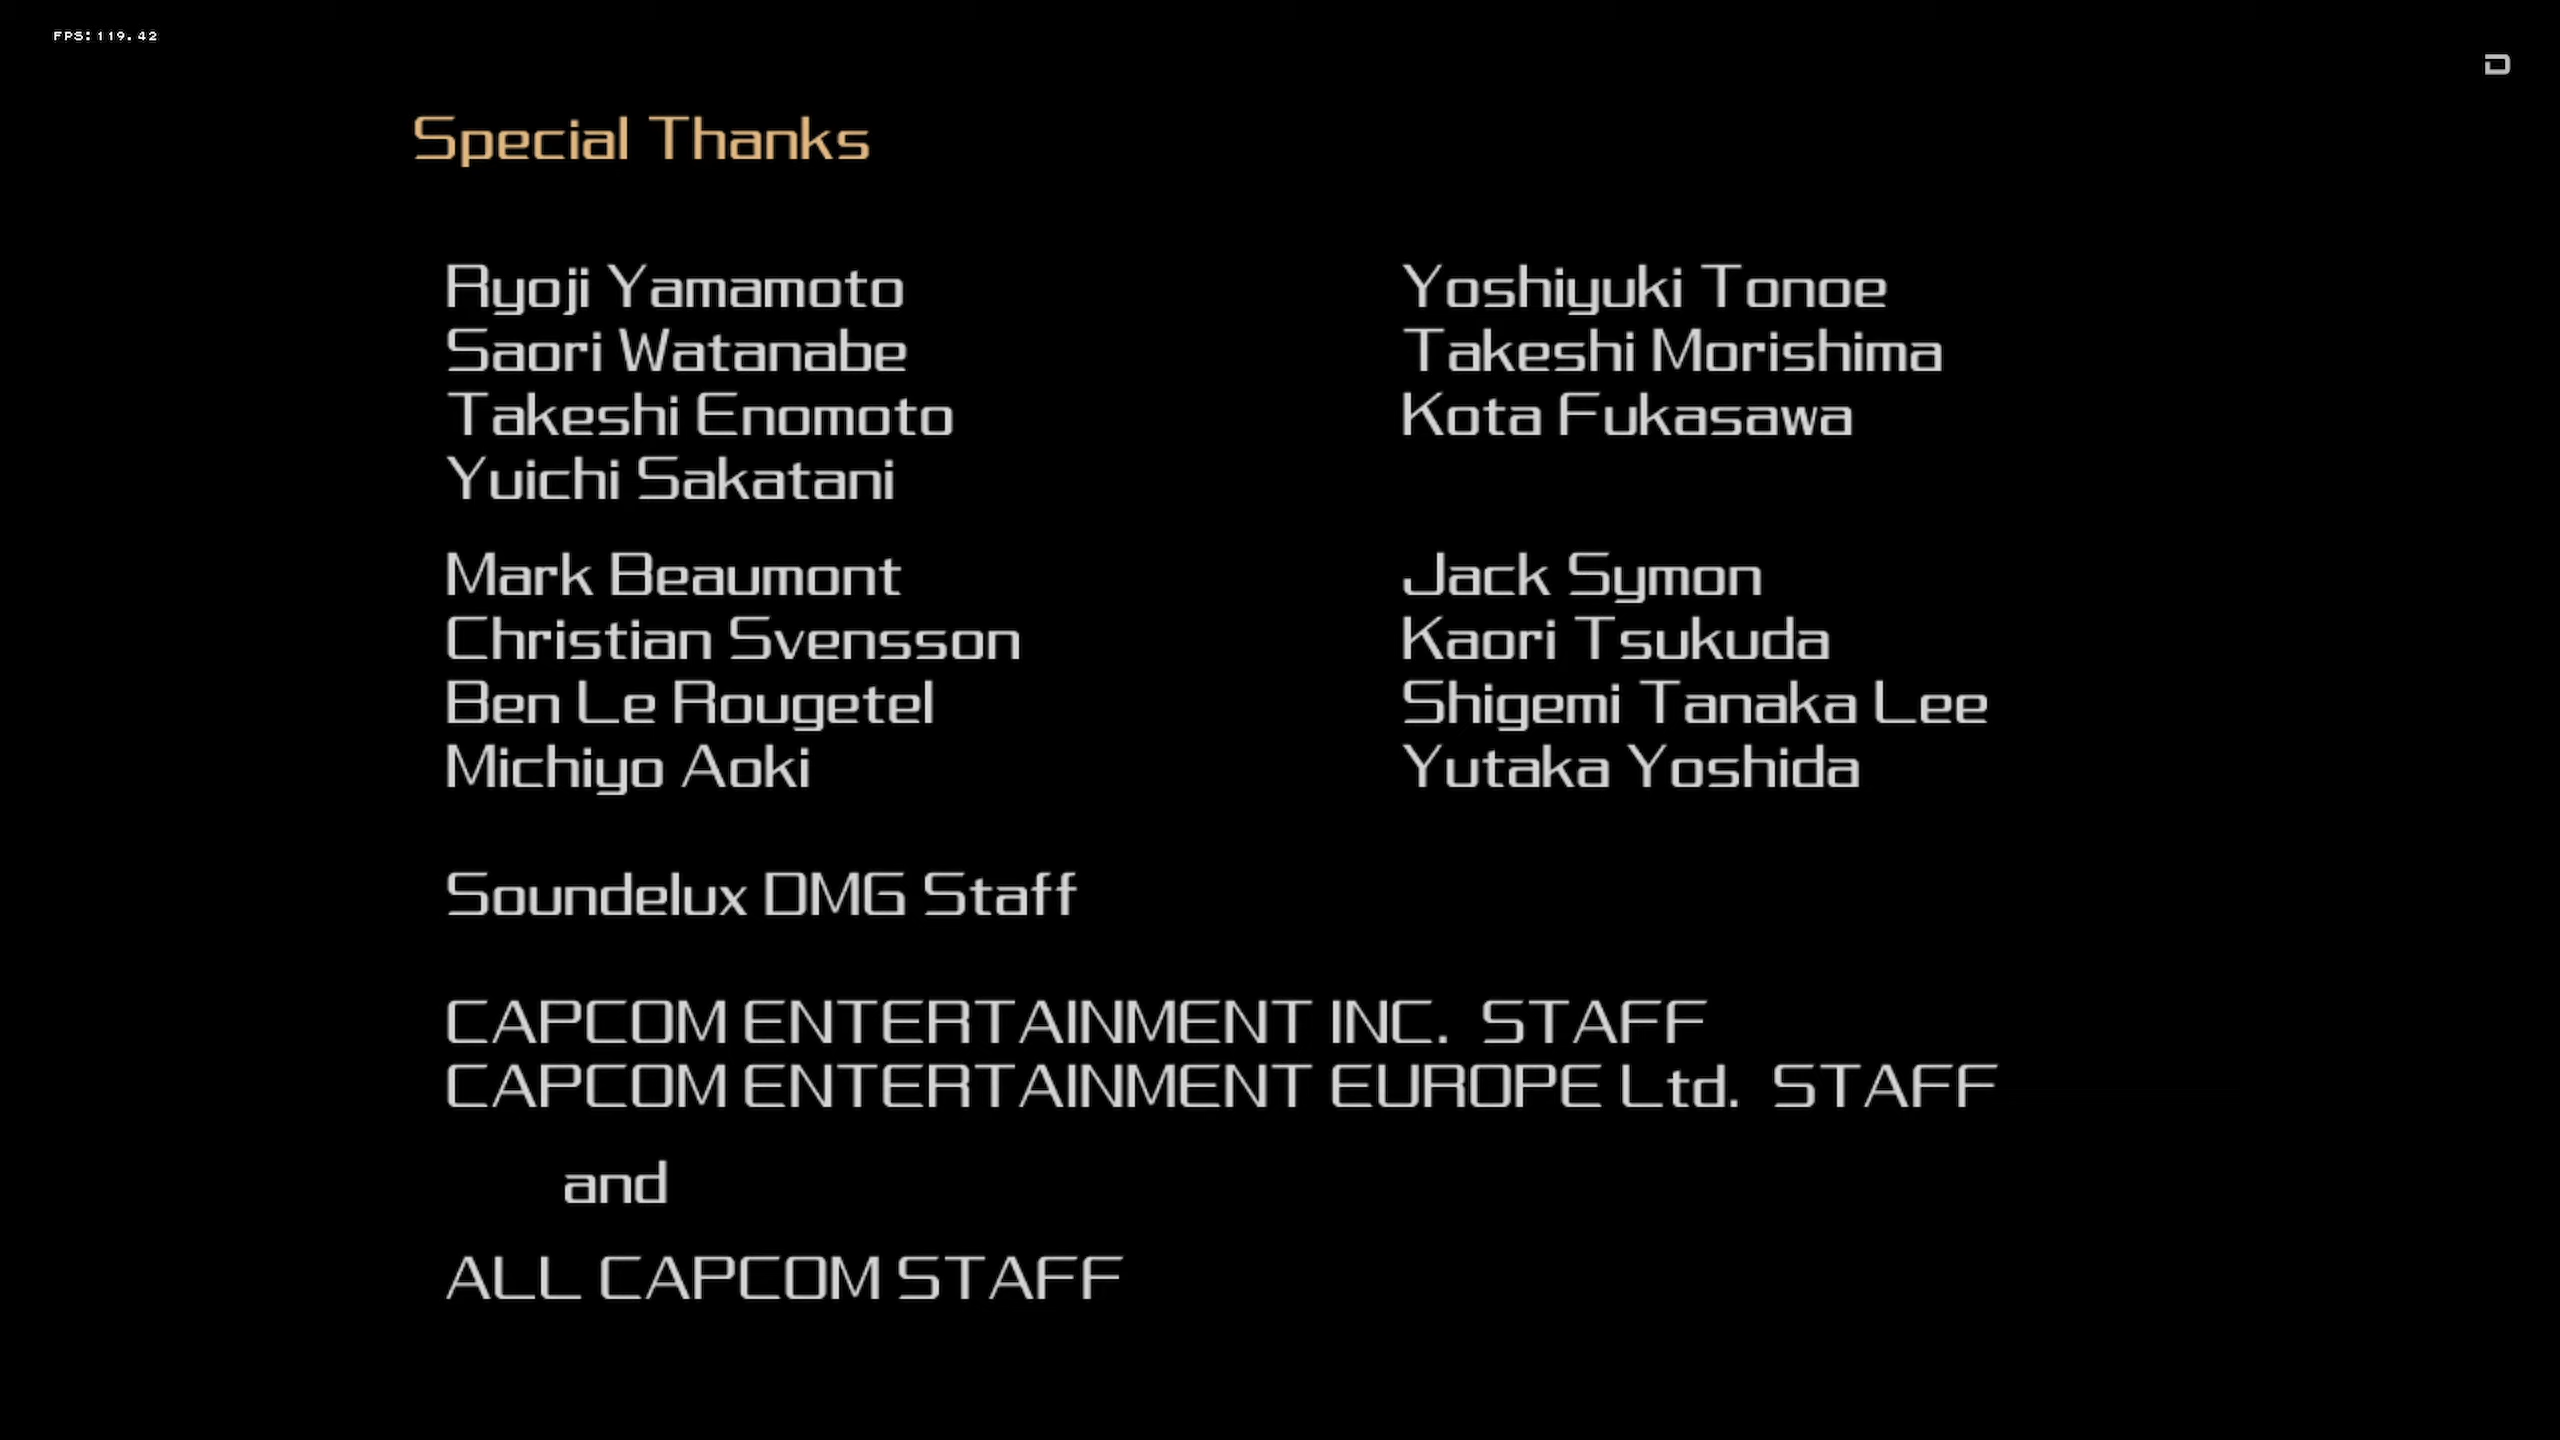 FPS:119.42
D
Special Thanks
Ryoji Yamamoto
Yoshiyuki Tonoe
Saori Watanabe
Takeshi Morishima
Takeshi Enomoto
Kota Fukasawa
Yuichi Sakatani
Mark Beaumont
Jack Symon
Christian Svensson
Kaori Tsukuda
Ben Le Rougetel
Shigemi Tanaka Lee
Michiyo Aoki
Yutaka Yoshida
Soundelux DMG Staff
CAPCOM ENTERTAINMENT INC. STAFF
CAPCOM ENTERTAINMENT EUROPE Ltd. STAFF
and
ALL CAPCOM STAFF